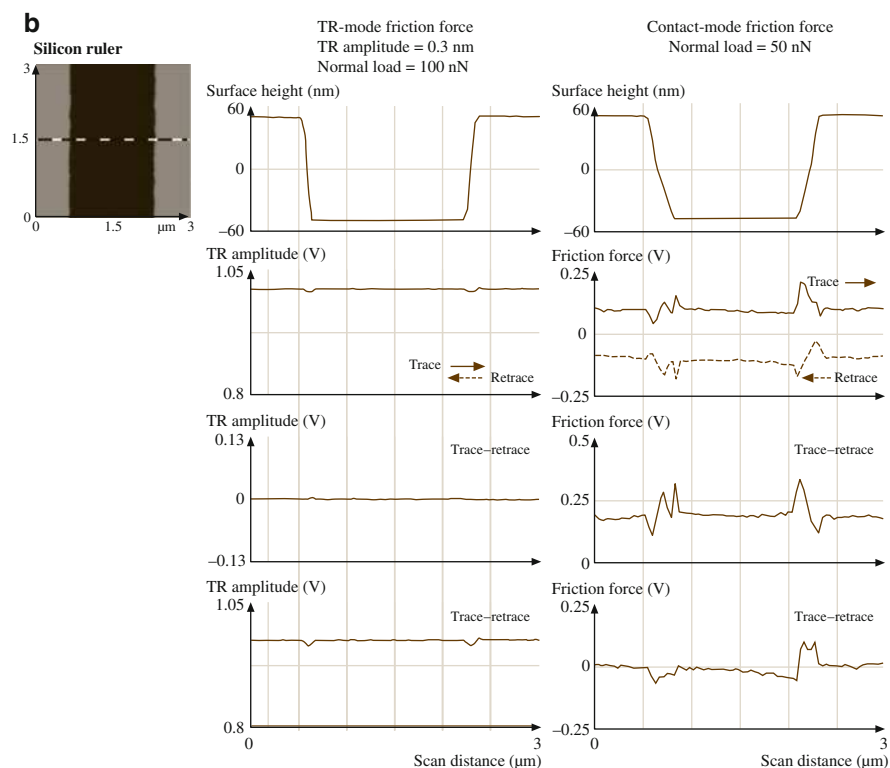 b
Silicon ruler
3
1.5
0
0
1.5
µm
3
TR-mode friction force
TR amplitude = 0.3 nm
Normal load = 100 nN
Surface height (nm)
60
0
–60
TR amplitude (V)
1.05
Trace
Retrace
0.8
TR amplitude (V)
0.13
Trace–retrace
0
–0.13
TR amplitude (V)
1.05
Trace–retrace
0.8
0
3
Scan distance (µm)
Contact-mode friction force
Normal load = 50 nN
Surface height (nm)
60
0
–60
Friction force (V)
0.25
Trace
0
Retrace
–0.25
Friction force (V)
0.5
Trace–retrace
0.25
0
Friction force (V)
0.25
Trace–retrace
0
–0.25
0
3
Scan distance (µm)